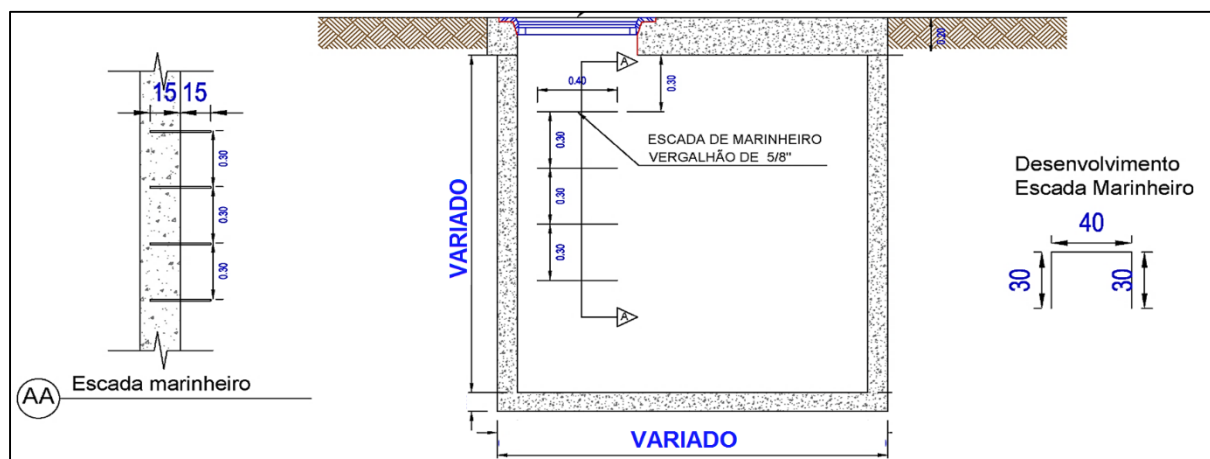 15 15
0.30
0.30
0.30
AA
Escada marinheiro
0.20
A
0.40
0.30
ESCADA DE MARINHEIRO
VERGALHÃO DE 5/8"
0.30
0.30
0.30
A
VARIADO
VARIADO
Desenvolvimento
Escada Marinheiro
40
30
30